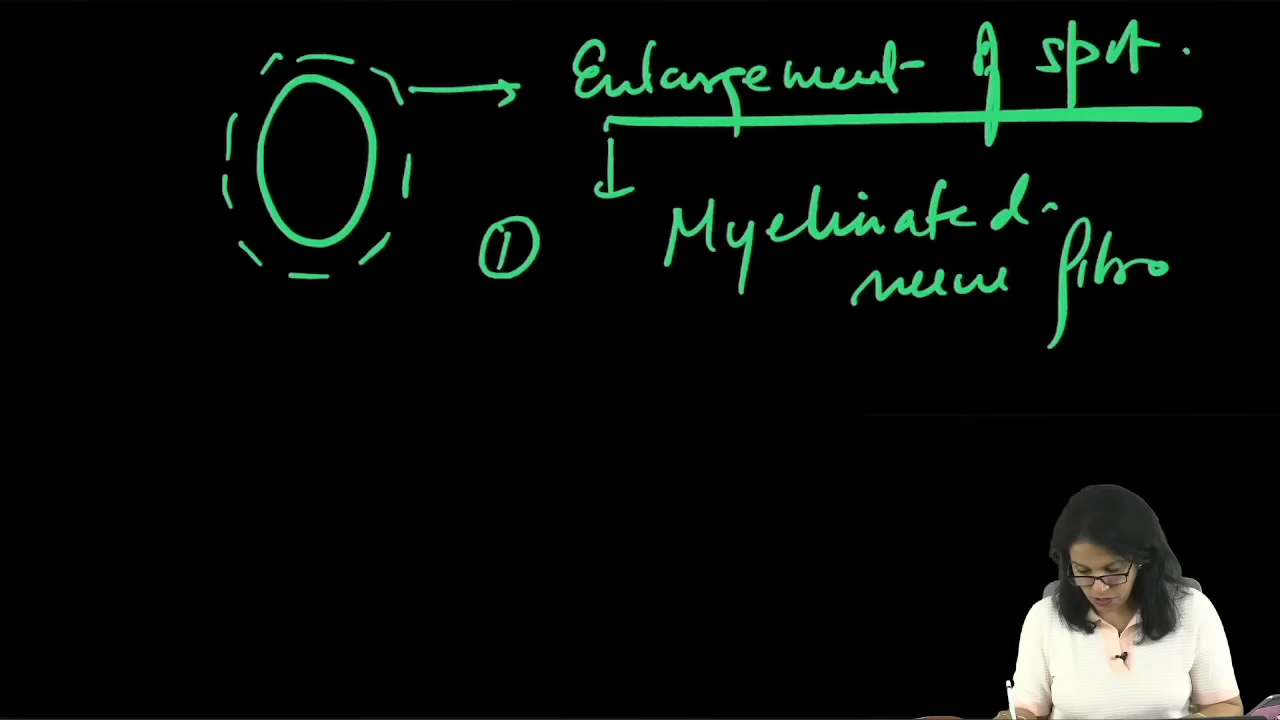 Enlargement of spot.
① Myelinated
nerve fibre